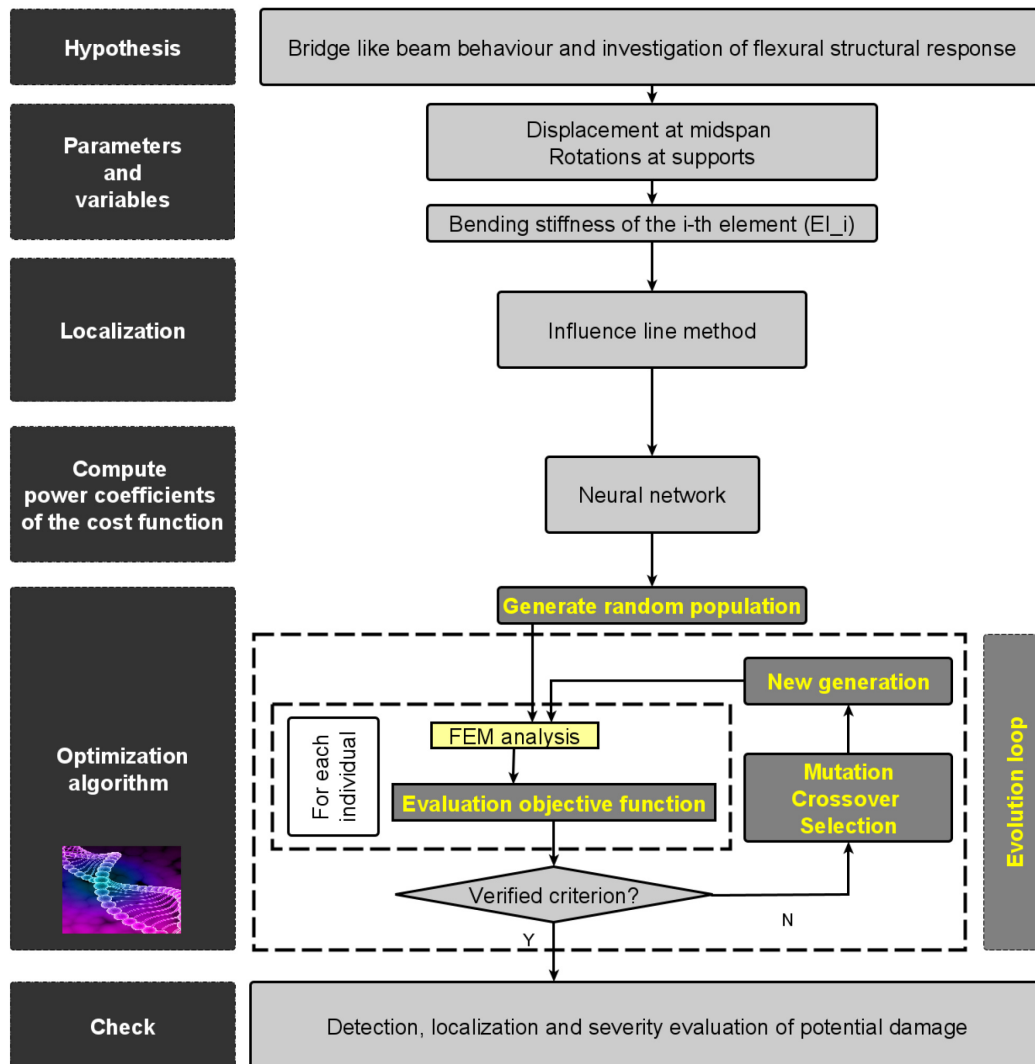 Hypothesis
Bridge like beam behaviour and investigation of flexural structural response
Parameters
and
variables
Displacement at midspan
Rotations at supports
Bending stiffness of the i-th element (EI_i)
Localization
Influence line method
Compute
power coefficients
of the cost function
Neural network
Optimization
algorithm
Generate random population
New generation
For each
individual
FEM analysis
Evaluation objective function
Mutation
Crossover
Selection
Evolution loop
Verified criterion?
N
Y
Check
Detection, localization and severity evaluation of potential damage